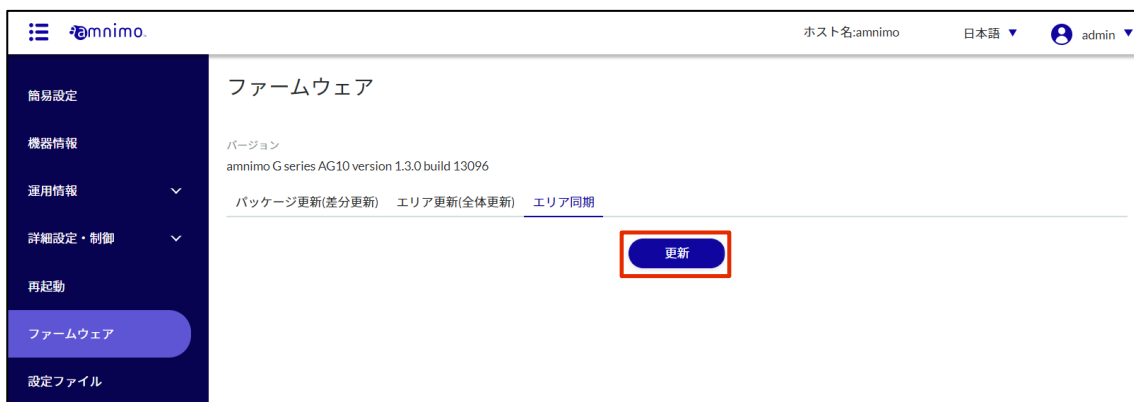 amnimo.
ホスト名:amnimo
日本語 ▼
admin ▼
簡易設定
機器情報
運用情報
詳細設定・制御
再起動
ファームウェア
設定ファイル
ファームウェア
バージョン
amnimo G series AG10 version 1.3.0 build 13096
パッケージ更新(差分更新) エリア更新(全体更新) エリア同期
更新